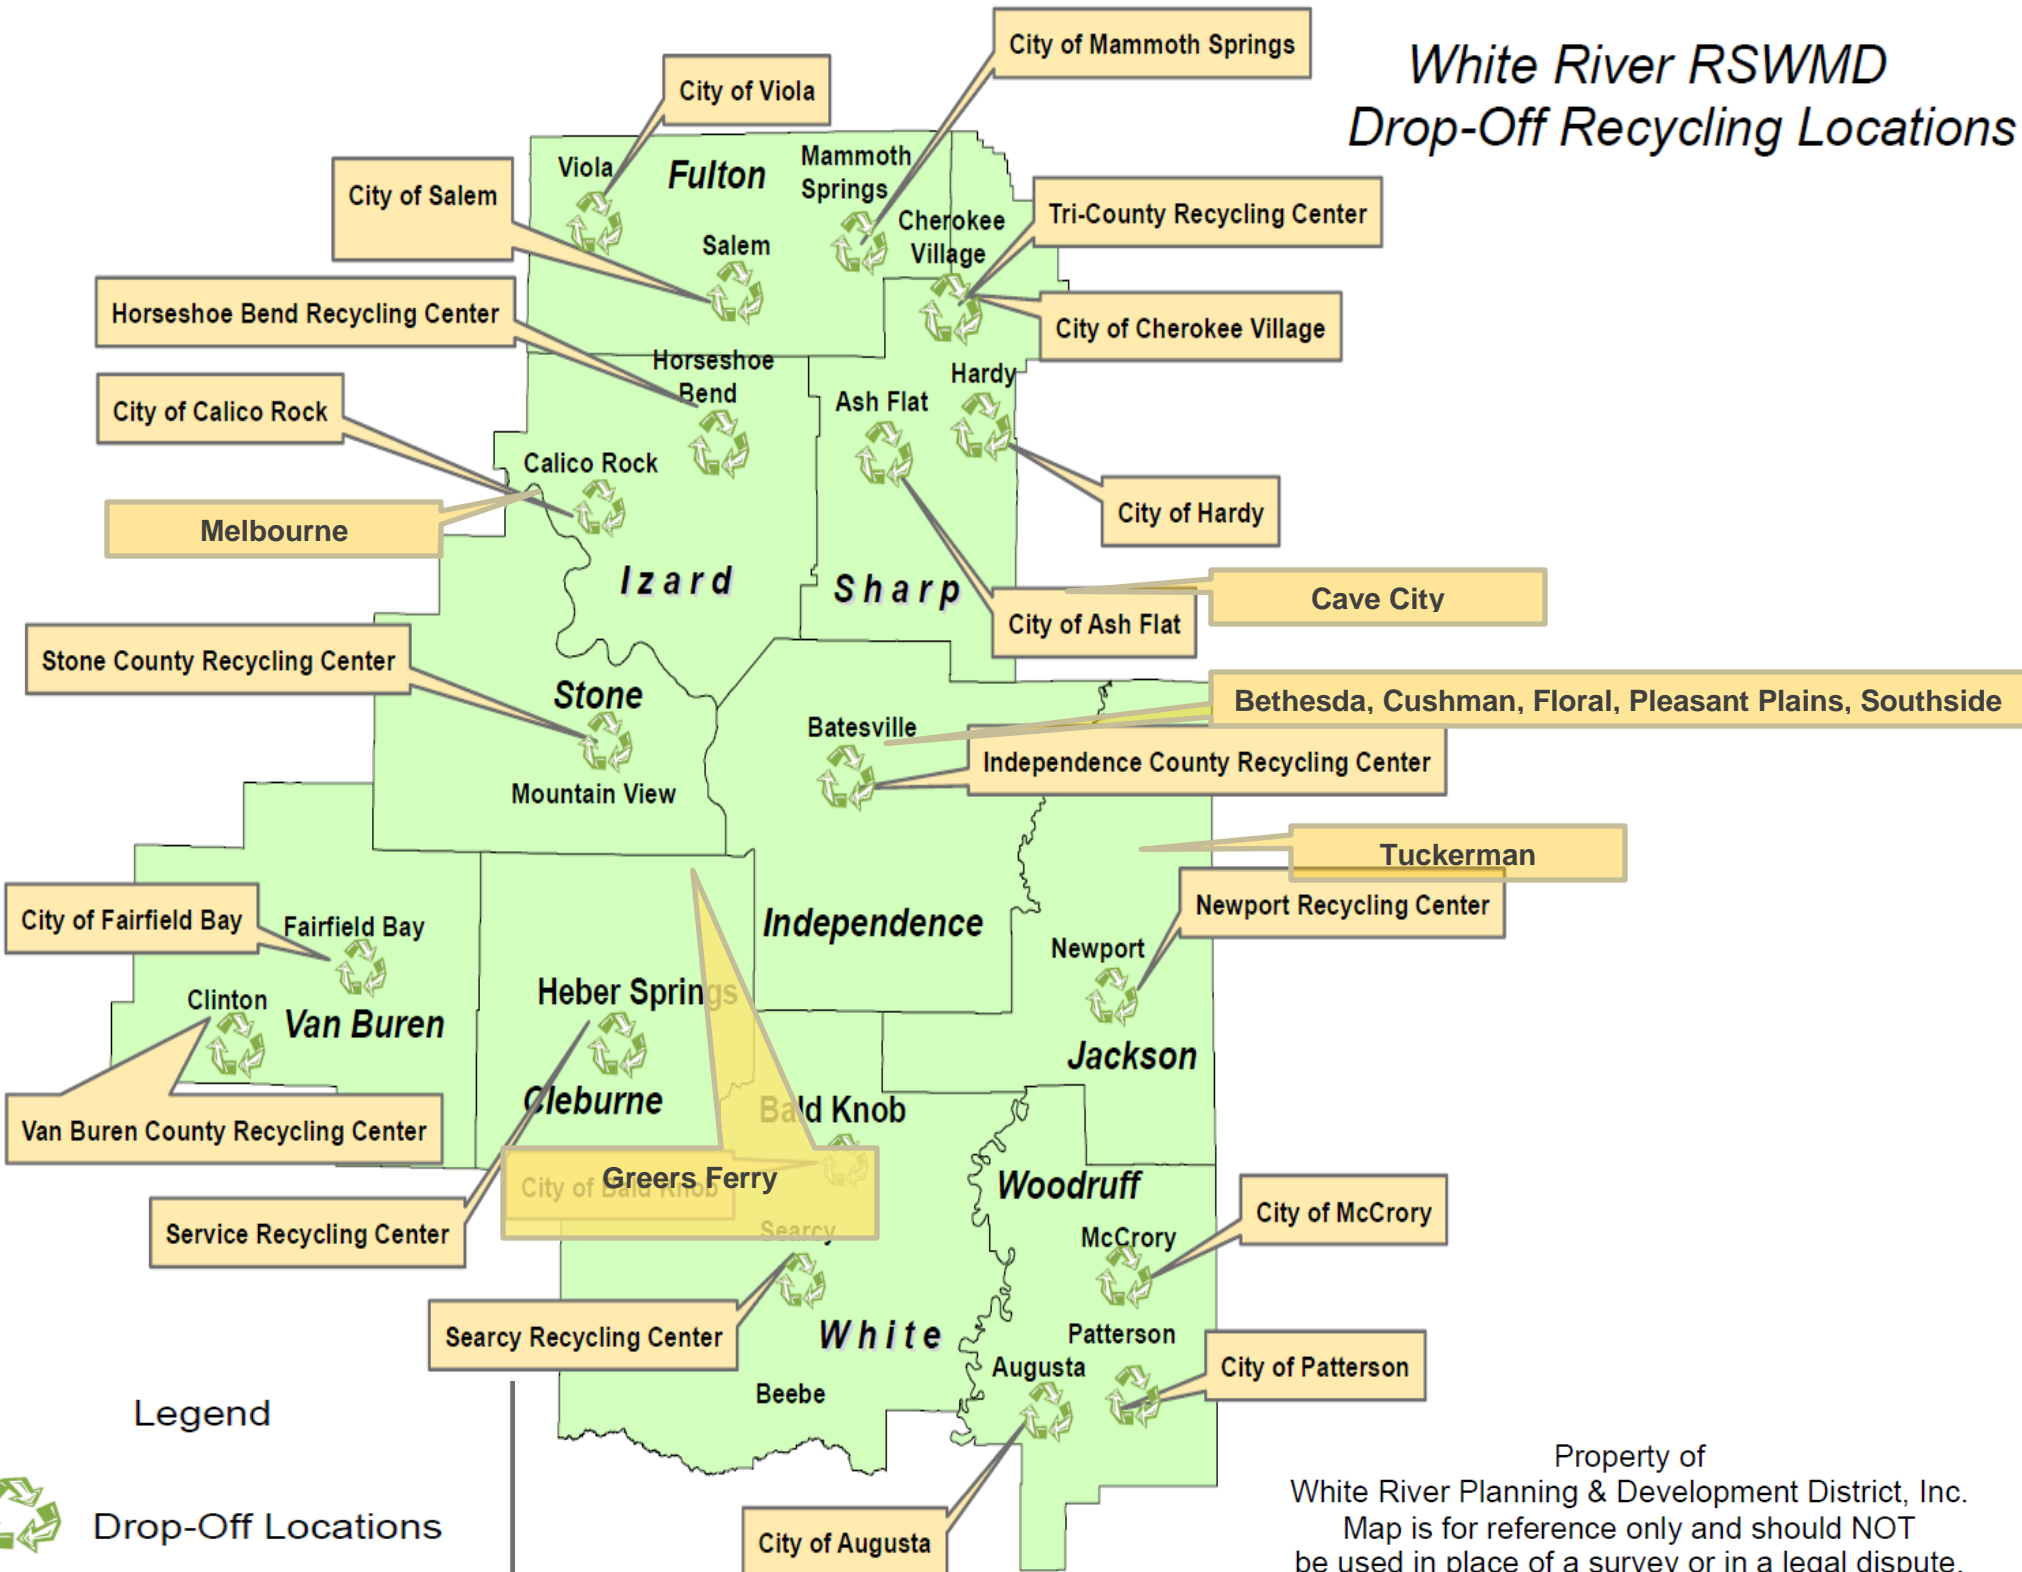 White River RSWMD
Drop-Off Recycling Locations
City of Mammoth Springs
City of Viola
City of Salem
Viola
Fulton
Mammoth
Springs
Salem
Cherokee
Village
Tri-County Recycling Center
City of Cherokee Village
Horseshoe Bend Recycling Center
Horseshoe
Bend
City of Calico Rock
Calico Rock
Ash Flat
Hardy
City of Hardy
Melbourne
Izard
Sharp
Cave City
City of Ash Flat
Stone County Recycling Center
Stone
Mountain View
Batesville
Bethesda, Cushman, Floral, Pleasant Plains, Southside
Independence County Recycling Center
Tuckerman
Newport Recycling Center
City of Fairfield Bay
Fairfield Bay
Independence
Newport
Clinton
Van Buren
Heber Springs
Jackson
Van Buren County Recycling Center
Cleburne
Bald Knob
Greers Ferry
City of Bald Knob
Woodruff
Service Recycling Center
Searcy
McCrory
City of McCrory
Searcy Recycling Center
White
Patterson
City of Patterson
Augusta
Beebe
City of Augusta
Legend
Drop-Off Locations
Property of
White River Planning & Development District, Inc.
Map is for reference only and should NOT
be used in place of a survey or in a legal dispute.